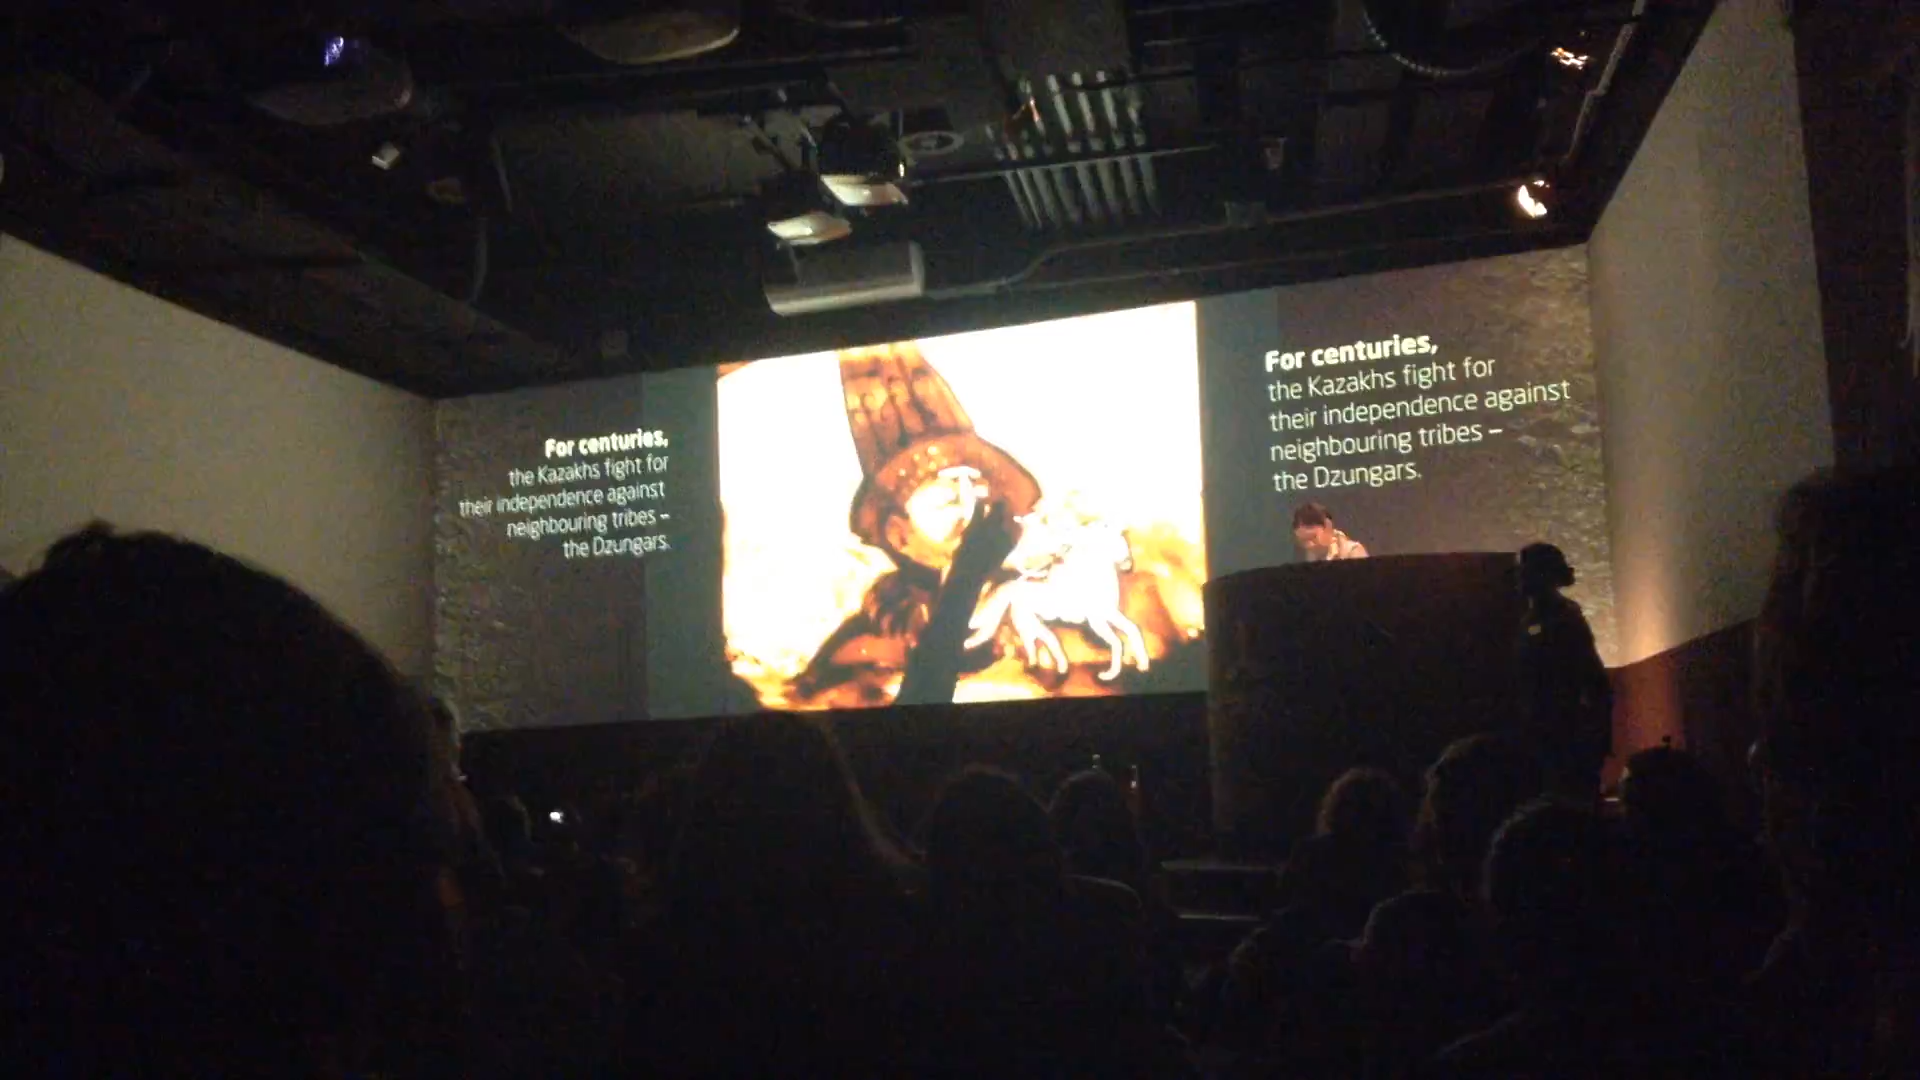 For centuries,
the Kazakhs fight for
their independence against
neighbouring tribes –
the Dzungars.
For centuries,
the Kazakhs fight for
their independence against
neighbouring tribes –
the Dzungars.